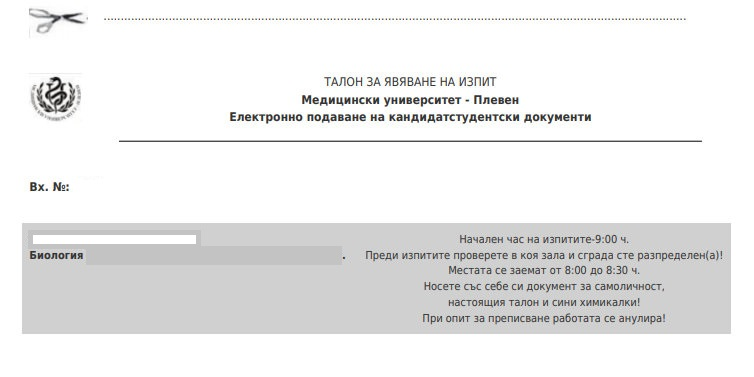 ТАЛОН ЗА ЯВЯВАНЕ НА ИЗПИТ
Медицински университет - Плевен
Електронно подаване на кандидатстудентски документи
Вх. №:
Биология .
Начален час на изпитите-9:00 ч.
Преди изпитите проверете в коя зала и сграда сте разпределен(а)!
Местата се заемат от 8:00 до 8:30 ч.
Носете със себе си документ за самоличност,
настоящия талон и сини химикалки!
При опит за преписване работата се анулира!